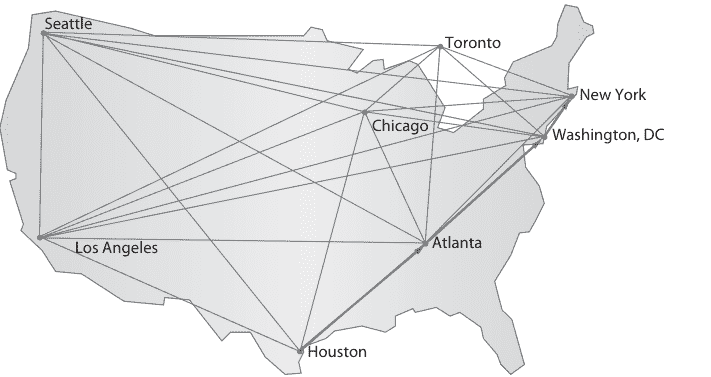 Seattle
Toronto
New York
Chicago
Washington, DC
Los Angeles
Atlanta
Houston